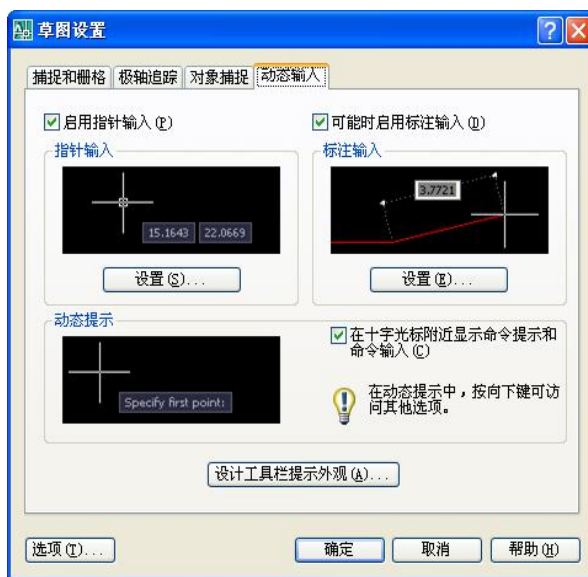 草图设置
捕捉和栅格 极轴追踪 对象捕捉 动态输入
启用指针输入(P) 可能时启用标注输入(D)
指针输入 标注输入
3.7721
15.1643 22.0669
设置(S)... 设置(E)...
动态提示
在十字光标附近显示命令提示和
命令输入(C)
Specify first point:
在动态提示中，按向下键可访
问其他选项。
设计工具栏提示外观(A)...
选项(T)... 确定 取消 帮助(H)